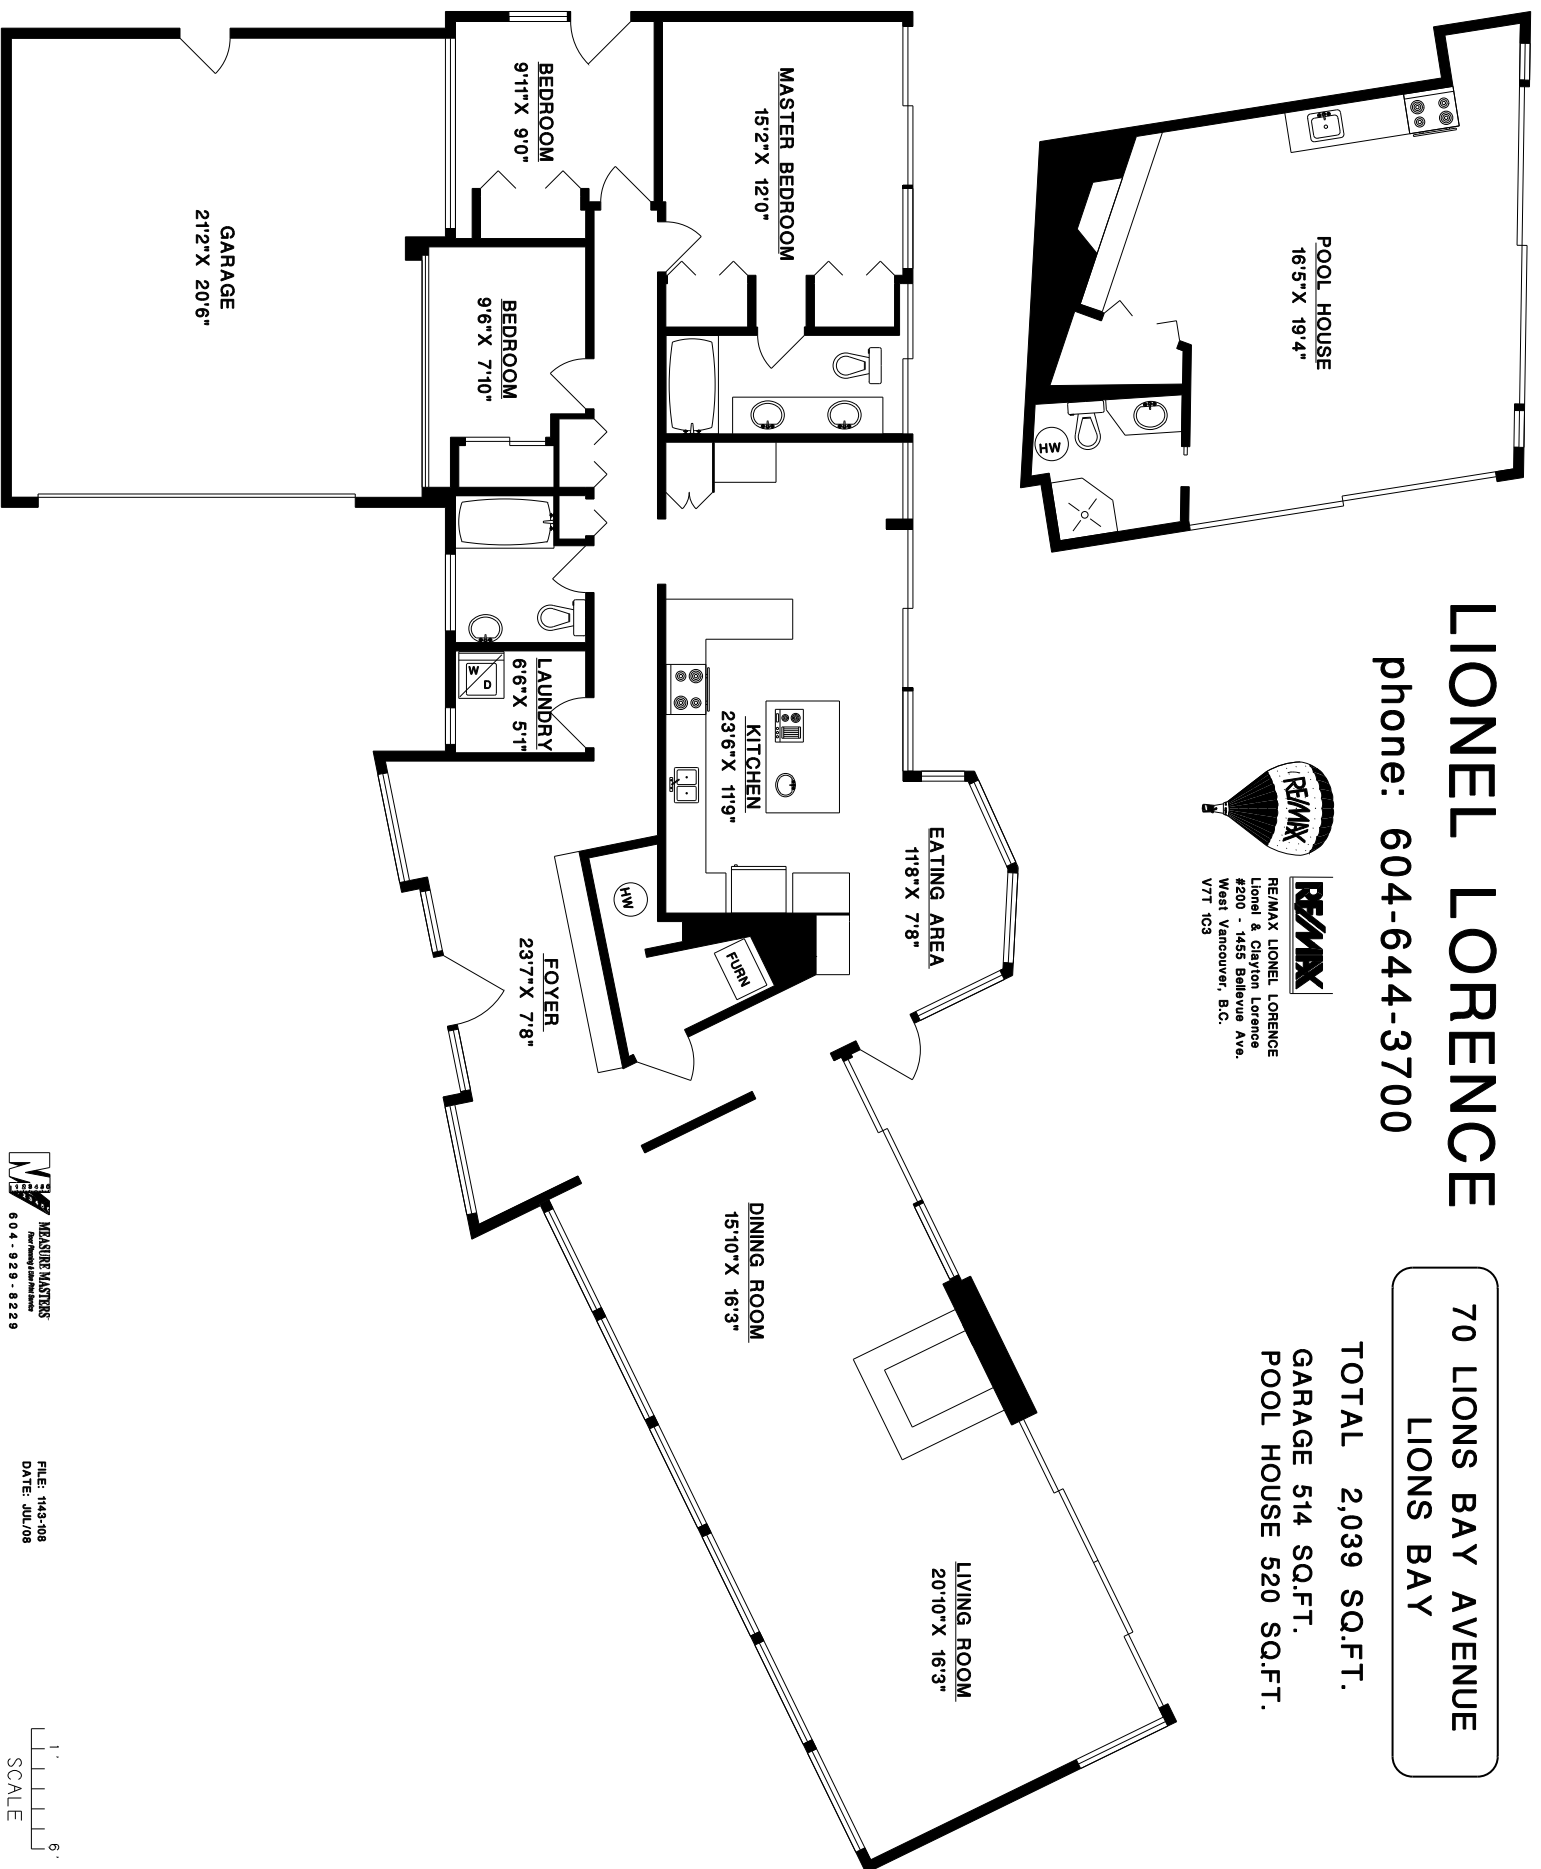 LIONEL LORENCE
phone: 604-644-3700
RE/MAX
RE/MAX
RE/MAX LIONEL LORENCE
Lionel & Clayton Lorence
#200 - 1455 Bellevue Ave.
West Vancouver, B.C.
V7T 1C3
70 LIONS BAY AVENUE
LIONS BAY
TOTAL 2,039 SQ.FT.
GARAGE 514 SQ.FT.
POOL HOUSE 520 SQ.FT.
POOL HOUSE
16'5"X 19'4"
HW
MASTER BEDROOM
15'2"X 12'0"
BEDROOM
9'11"X 9'0"
BEDROOM
9'6"X 7'10"
GARAGE
21'2"X 20'6"
LAUNDRY
6'6"X 5'1"
W
D
KITCHEN
23'6"X 11'9"
EATING AREA
11'8"X 7'8"
HW
FURN
FOYER
23'7"X 7'8"
DINING ROOM
15'10"X 16'3"
LIVING ROOM
20'10"X 16'3"
MEASURE MASTERS
604-929-8229
FILE: 1143-108
DATE: JUL/08
1'
6'
SCALE